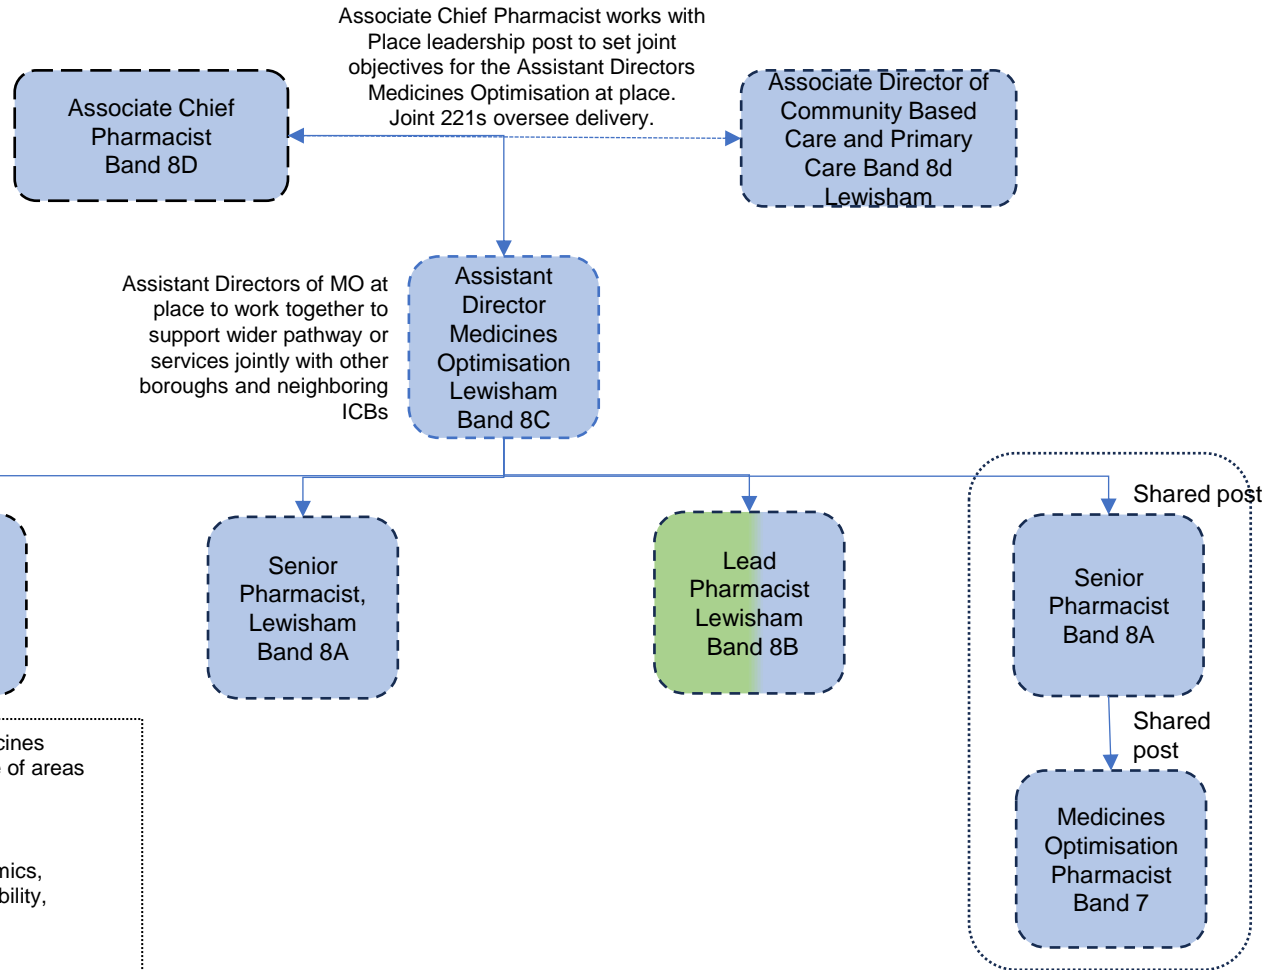 Associate Chief Pharmacist works with
Place leadership post to set joint
objectives for the Assistant Directors
Medicines Optimisation at place.
Joint 221s oversee delivery.
Associate Chief
Pharmacist
Band 8D
Associate Director of
Community Based
Care and Primary
Care Band 8d
Lewisham
Assistant Directors of MO at
place to work together to
support wider pathway or
services jointly with other
boroughs and neighboring
ICBs
Assistant
Director
Medicines
Optimisation
Lewisham
Band 8C
Senior
Pharmacist,
Lewisham
Band 8A
Lead
Pharmacist
Lewisham
Band 8B
Shared post
Senior
Pharmacist
Band 8A
Shared
post
Medicines
Optimisation
Pharmacist
Band 7
of areas